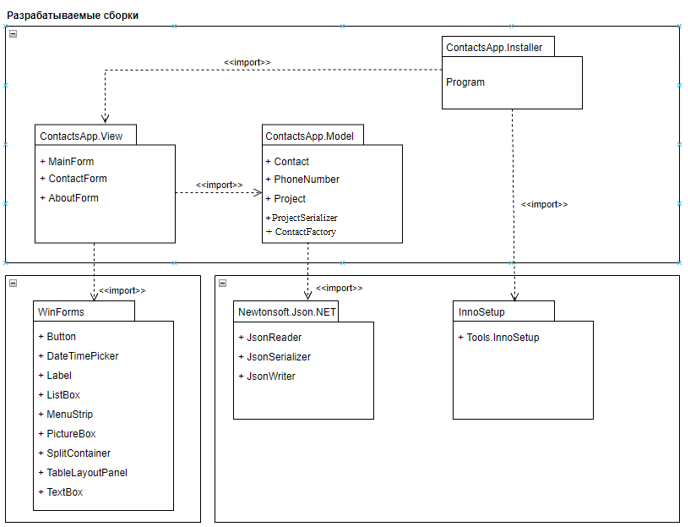 Разрабатываемые сборки
ContactsApp.Installer
Program
<<import>>
ContactsApp.View
+ MainForm
+ ContactForm
+ AboutForm
<<import>>
ContactsApp.Model
+ Contact
+ PhoneNumber
+ Project
+ProjectSerializer
+ ContactFactory
<<import>>
<<import>>
<<import>>
WinForms
+ Button
+ DateTimePicker
+ Label
+ ListBox
+ MenuStrip
+ PictureBox
+ SplitContainer
+ TableLayoutPanel
+ TextBox
Newtonsoft.Json.NET
+ JsonReader
+ JsonSerializer
+ JsonWriter
InnoSetup
+ Tools.InnoSetup